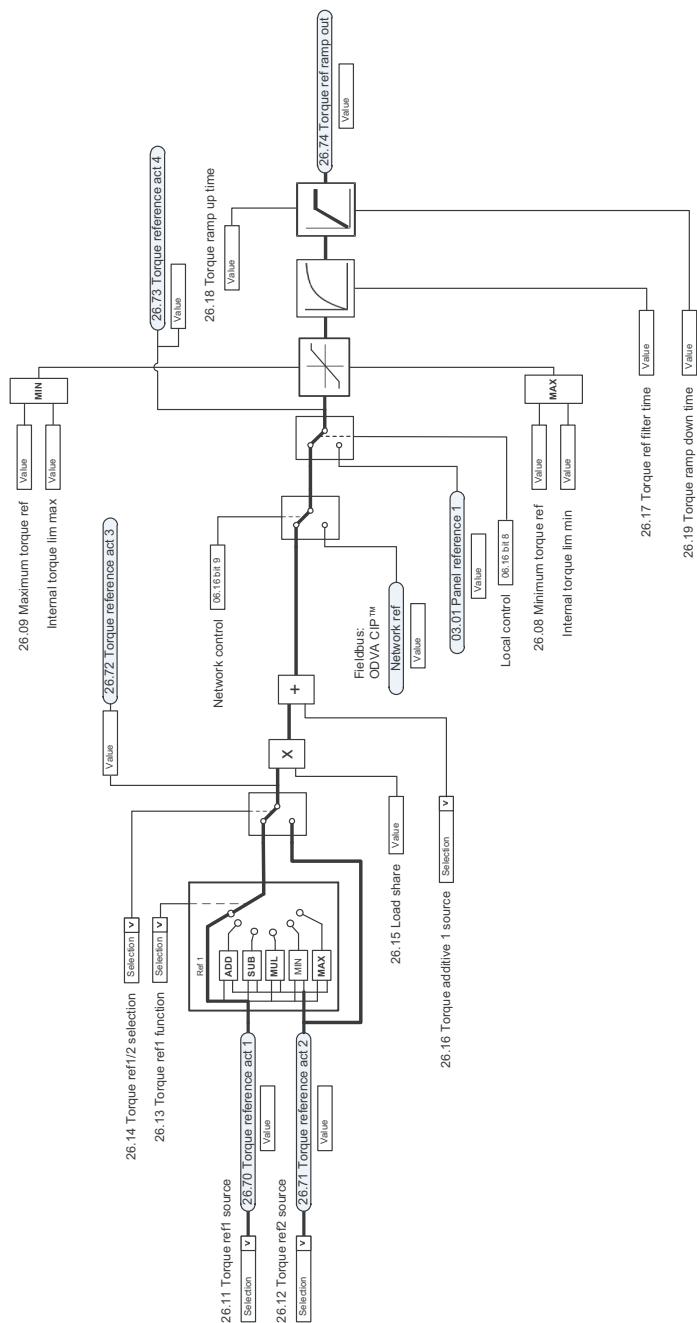 26.11 Torque ref1 source
Selection
v
26.70 Torque reference act 1
Value
26.12 Torque ref2 source
Selection
v
26.71 Torque reference act 2
Value
26.14 Torque ref1/2 selection
Selection
v
26.13 Torque ref1 function
Selection
v
Ref 1
ADD
SUB
MUL
MIN
MAX
26.72 Torque reference act 3
Value
X
26.15 Load share
Value
+
26.16 Torque additive 1 source
Selection
v
Network control
06.16 bit 9
Fieldbus:
ODVA CIP™
Network ref
Value
03.01 Panel reference 1
Value
Local control
06.16 bit 8
26.73 Torque reference act 4
Value
26.09 Maximum torque ref
Value
Internal torque lim max
Value
MIN
26.08 Minimum torque ref
Value
Internal torque lim min
Value
MAX
26.18 Torque ramp up time
Value
26.17 Torque ref filter time
Value
26.19 Torque ramp down time
Value
26.74 Torque ref ramp out
Value